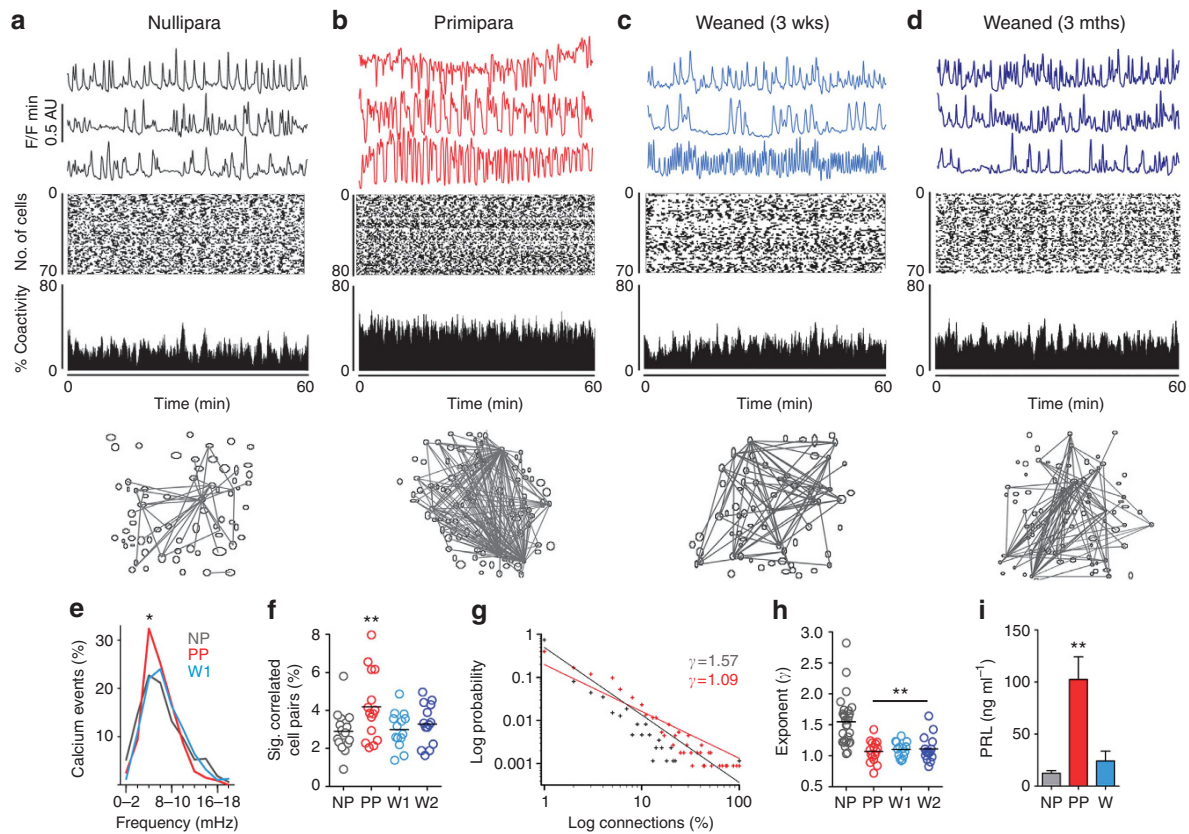 a Nullipara
b Primipara
c Weaned (3 wks)
d Weaned (3 mths)
F/F min
0.5 AU
No. of cells
0
70
0
80
0
70
0
70
% Coactivity
80
0
80
0
80
0
80
0
0 60
0 60
0 60
0 60
Time (min)
Time (min)
Time (min)
Time (min)
e
Calcium events (%)
30
20
10
0
*
NP
PP
W1
0–2 8–10 16–18
Frequency (mHz)
f
Sig. correlated
cell pairs (%)
8
6
4
2
0
**
NP PP W1 W2
g
Log probability
1
0.1
0.01
0.001
γ=1.57
γ=1.09
1 10 100
Log connections (%)
h
Exponent (γ)
3.0
2.5
2.0
1.5
1.0
0.5
**
NP PP W1 W2
i
PRL (ng ml⁻¹)
150
100
50
0
**
NP PP W